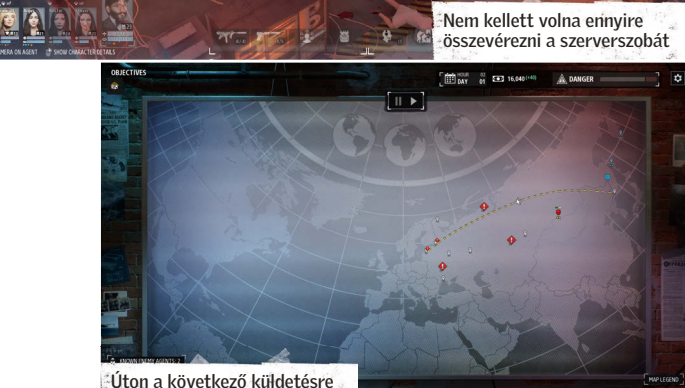 MERA ON AGENT
SHOW CHARACTER DETAILS
Nem kellett volna ennyire
összevérezni a szerverszobát
OBJECTIVES
HOUR 02
DAY 01
16,040 (+40)
DANGER
KNOWN ENEMY AGENTS: 2
MAP LEGEND
Úton a következő küldetésre